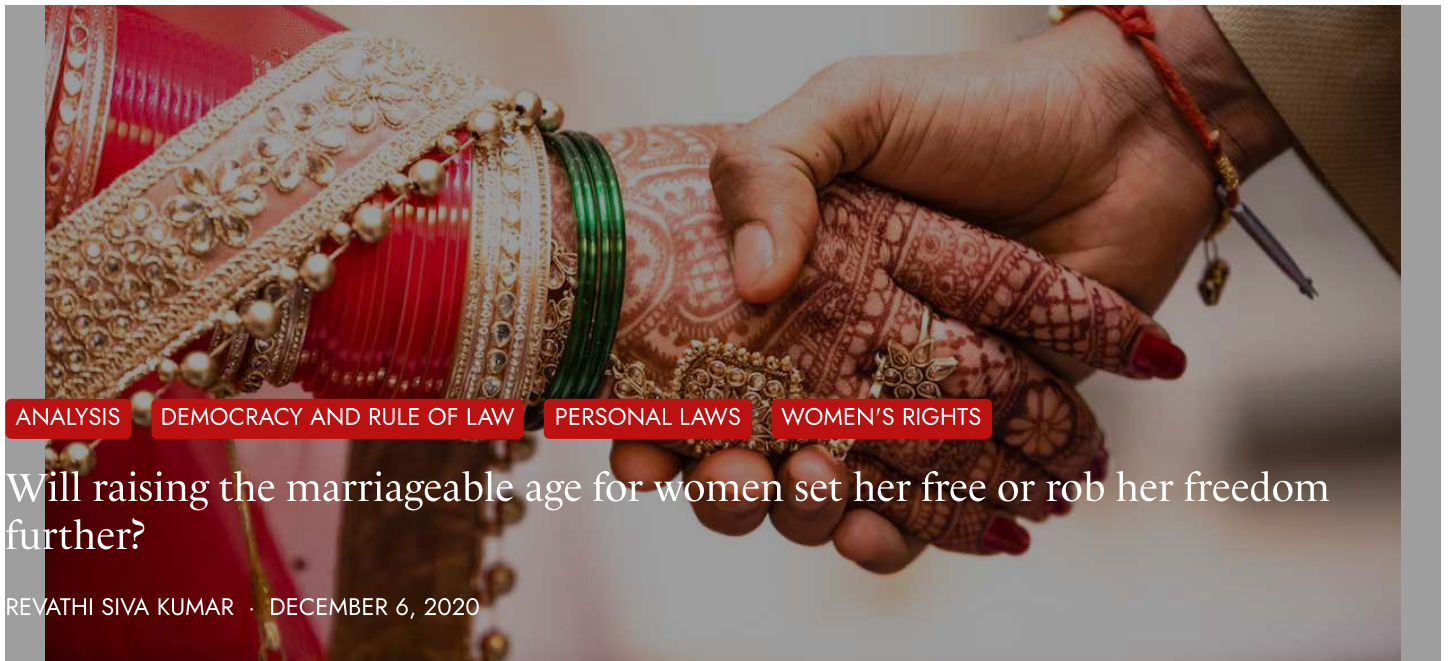 ANALYSIS DEMOCRACY AND RULE OF LAW PERSONAL LAWS WOMEN'S RIGHTS
Will raising the marriageable age for women set her free or rob her freedom
further?
REVATHI SIVA KUMAR · DECEMBER 6, 2020